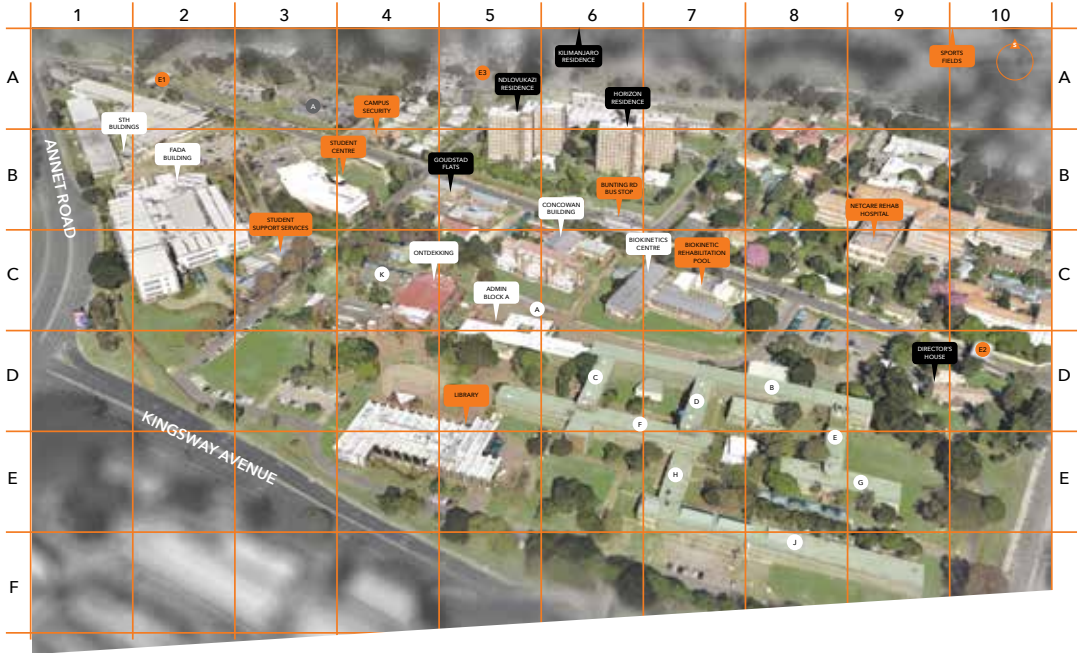 1 2 3 4 5 6 7 8 9 10
A
A
B
B
C
C
D
D
E
E
F
E1
A
CAMPUS
SECURITY
E3
NDLOVUKAZI
RESIDENCE
KILIMANJARO
RESIDENCE
HORIZON
RESIDENCE
SPORTS
FIELDS
STH
BULDINGS
FADA
BUILDING
STUDENT
CENTRE
GOUDSTAD
FLATS
BUNTING RD
BUS STOP
CONCOWAN
BUILDING
NETCARE REHAB
HOSPITAL
ANNET ROAD
STUDENT
SUPPORT SERVICES
K
ONTDEKKING
ADMIN
BLOCK A
A
BIOKINETICS
CENTRE
BIOKINETIC
REHABILITATION
POOL
DIRECTOR'S
HOUSE
E2
LIBRARY
C
D
B
F
E
H
G
J
KINGSWAY AVENUE